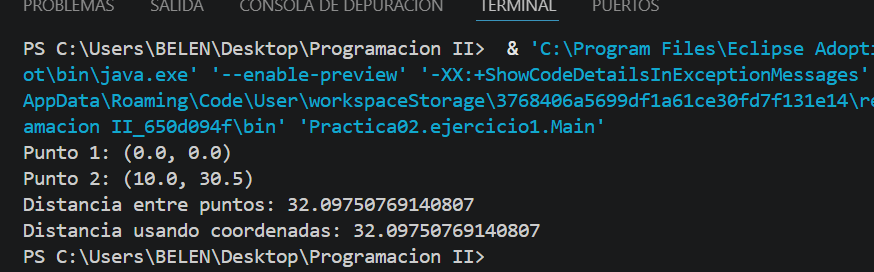 PROBLEMAS SALIDA CONSOLA DE DEPURACIÓN TERMINAL PUERTOS
PS C:\Users\BELEN\Desktop\Programacion II>  & 'C:\Program Files\Eclipse Adopti
ot\bin\java.exe' '--enable-preview' '-XX:+ShowCodeDetailsInExceptionMessages'
AppData\Roaming\Code\User\workspaceStorage\3768406a5699df1a61ce30fd7f131e14\re
amacion II_650d094f\bin' 'Practica02.ejercicio1.Main'
Punto 1: (0.0, 0.0)
Punto 2: (10.0, 30.5)
Distancia entre puntos: 32.09750769140807
Distancia usando coordenadas: 32.09750769140807
PS C:\Users\BELEN\Desktop\Programacion II>